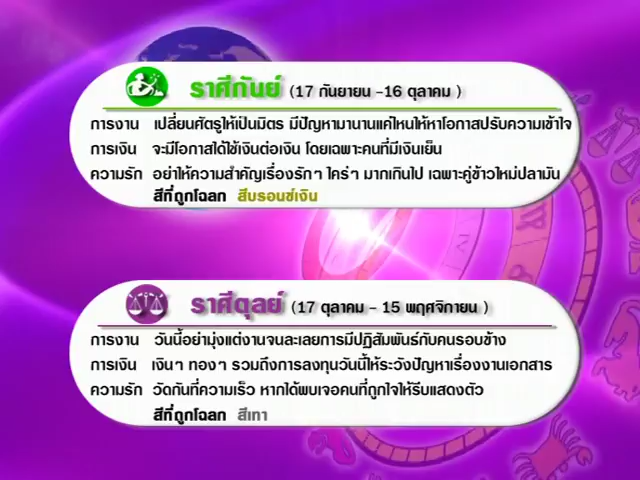 ราศีกันย์ (17 กันยายน -16 ตุลาคม )
การงาน เปลี่ยนศัตรูให้เป็นมิตร มีปัญหามานานแค่ไหนให้หาโอกาสปรับความเข้าใจ
การเงิน จะมีโอกาสได้ใช้เงินต่อเงิน โดยเฉพาะคนที่มีเงินเย็น
ความรัก อย่าให้ความสำคัญเรื่องรักๆ ใคร่ๆ มากเกินไป เฉพาะคู่ข้าวใหม่ปลามัน
สีที่ถูกโฉลก สีบรอนซ์เงิน
ราศีตุลย์ (17 ตุลาคม - 15 พฤศจิกายน )
การงาน วันนี้อย่ามุ่งแต่งานจนละเลยการมีปฏิสัมพันธ์กับคนรอบข้าง
การเงิน เงินๆ ทองๆ รวมถึงการลงทุนวันนี้ให้ระวังปัญหาเรื่องงานเอกสาร
ความรัก วัดกันที่ความเร็ว หากได้พบเจอคนที่ถูกใจให้รีบแสดงตัว
สีที่ถูกโฉลก สีเทา